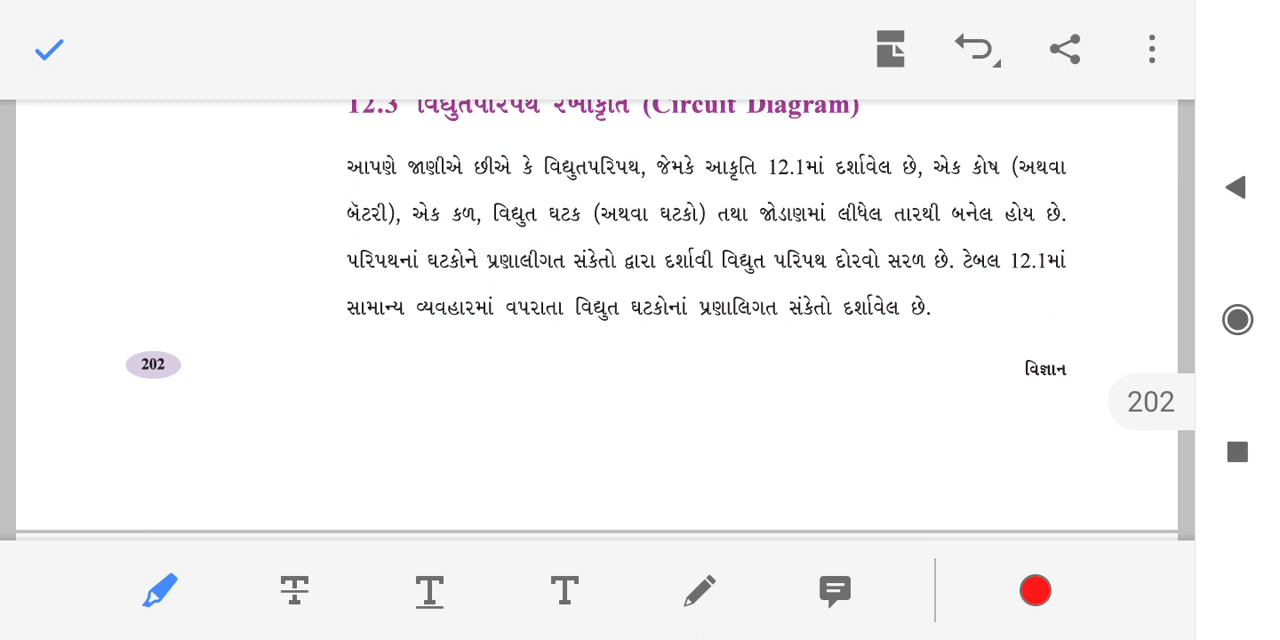 12.3 વિદ્યુતપરિપથ રેખાકૃતિ (Circuit Diagram)
આપણે જાણીએ છીએ કે વિદ્યુતપરિપથ, જેમકે આકૃતિ 12.1માં દર્શાવેલ છે, એક કોષ (અથવા
બૅટરી), એક કળ, વિદ્યુત ઘટક (અથવા ઘટકો) તથા જોડાણમાં લીધેલ તારથી બનેલ હોય છે.
પરિપથનાં ઘટકોને પ્રણાલીગત સંકેતો દ્વારા દર્શાવી વિદ્યુત પરિપથ દોરવો સરળ છે. ટેબલ 12.1માં
સામાન્ય વ્યવહારમાં વપરાતા વિદ્યુત ઘટકોનાં પ્રણાલિગત સંકેતો દર્શાવેલ છે.
202
વિજ્ઞાન
202